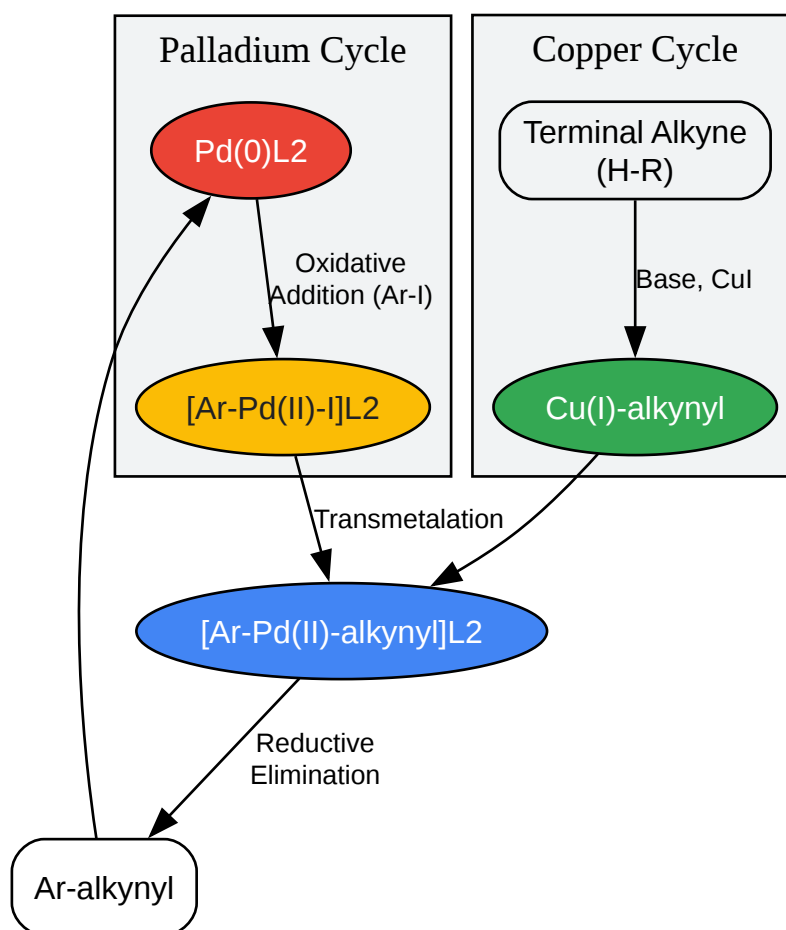 Palladium Cycle
Copper Cycle
Pd(0)L2
Terminal Alkyne
(H-R)
Oxidative
Addition (Ar-I)
Base, CuI
[Ar-Pd(II)-I]L2
Cu(I)-alkynyl
Transmetalation
[Ar-Pd(II)-alkynyl]L2
Reductive
Elimination
Ar-alkynyl